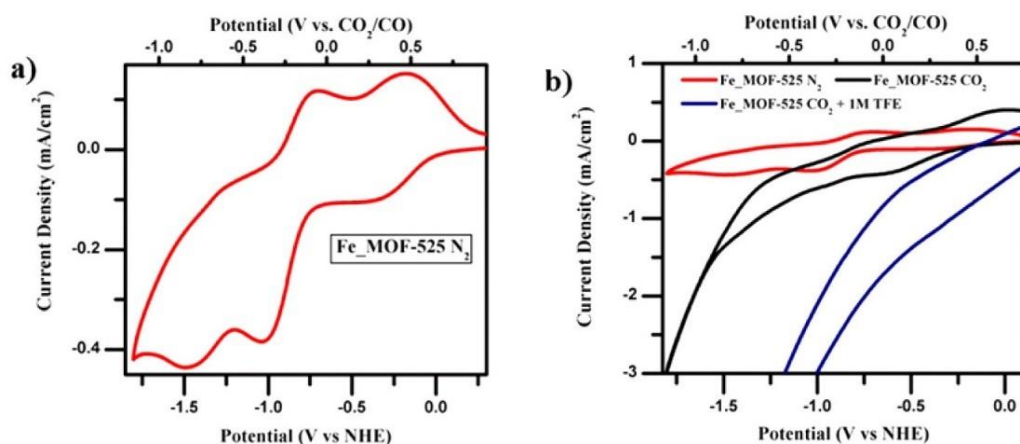 a)
Potential (V vs. CO₂/CO)
-1.0 -0.5 0.0 0.5
Current Density (mA/cm²)
0.0
-0.2
-0.4
Fe_MOF-525 N₂
-1.5 -1.0 -0.5 0.0
Potential (V vs NHE)
b)
Potential (V vs. CO₂/CO)
-1.0 -0.5 0.0 0.5
Fe_MOF-525 N₂ Fe_MOF-525 CO₂
Fe_MOF-525 CO₂ + 1M TFE
Current Density (mA/cm²)
1
0
-1
-2
-3
-1.5 -1.0 -0.5 0.0
Potential (V vs NHE)